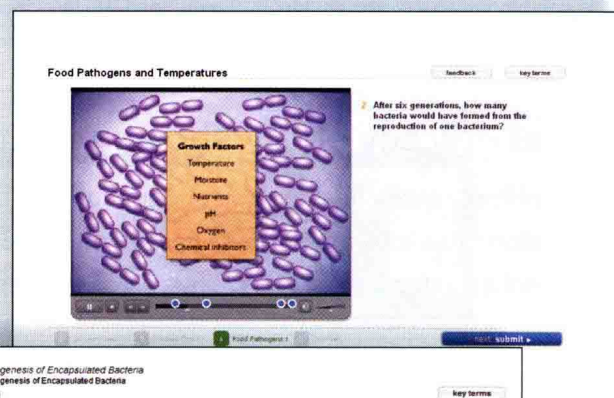 Food Pathogens and Temperatures
feedback
key terms
2 After six generations, how many
bacteria would have formed from the
reproduction of one bacterium?
Growth Factors
Temperature
Moisture
Nutrients
pH
Oxygen
Chemical inhibitors
Food Pathogens
next: submit
genesis of Encapsulated Bacteria
genesis of Encapsulated Bacteria
key terms